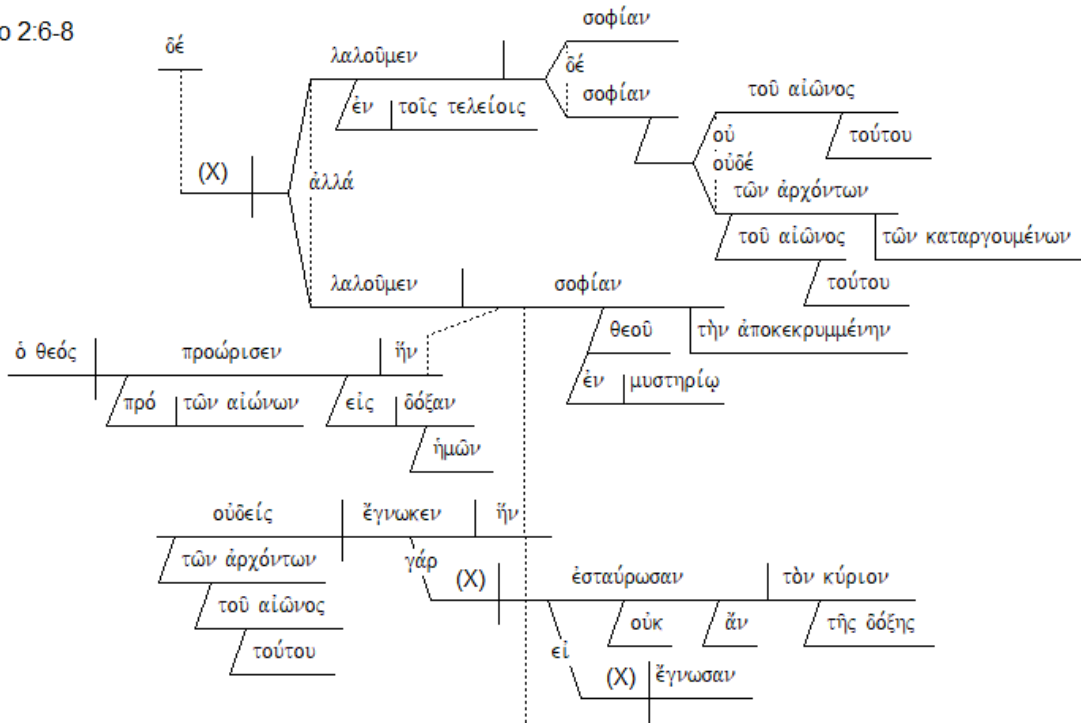 o 2:6-8
δέ
λαλοῦμεν
σοφίαν
δέ
σοφίαν
ἐν τοῖς τελείοις
τοῦ αἰῶνος
τούτου
οὐ
οὐδέ
(X)
ἀλλά
τῶν ἀρχόντων
τοῦ αἰῶνος τῶν καταργουμένων
τούτου
λαλοῦμεν σοφίαν
θεοῦ τὴν ἀποκεκρυμμένην
ἐν μυστηρίῳ
ὁ θεός προώρισεν ἥν
πρό τῶν αἰώνων εἰς δόξαν
ἡμῶν
οὐδείς ἔγνωκεν ἥν
τῶν ἀρχόντων
τοῦ αἰῶνος
τούτου
γάρ
(X) ἐσταύρωσαν τὸν κύριον
οὐκ ἄν τῆς δόξης
εἰ
(X) ἔγνωσαν